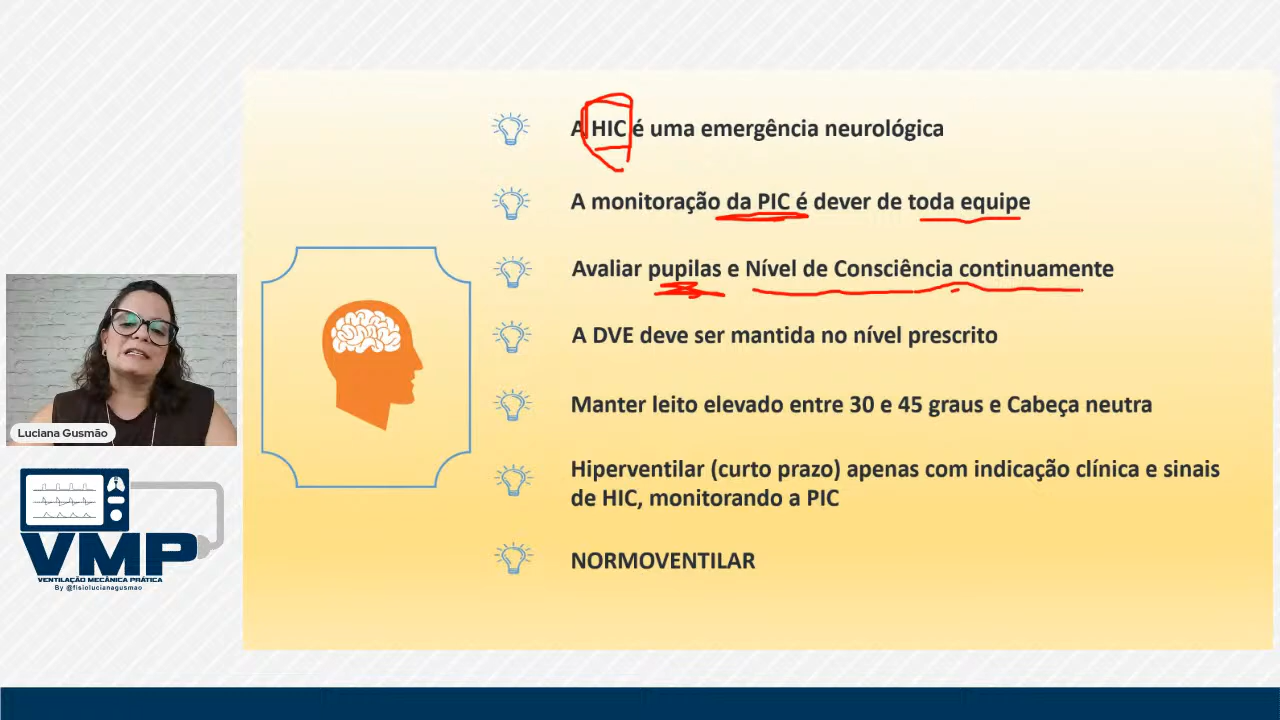 A HIC é uma emergência neurológica
A monitoração da PIC é dever de toda equipe
Avaliar pupilas e Nível de Consciência continuamente
A DVE deve ser mantida no nível prescrito
Manter leito elevado entre 30 e 45 graus e Cabeça neutra
Hiperventilar (curto prazo) apenas com indicação clínica e sinais
de HIC, monitorando a PIC
NORMOVENTILAR
Luciana Gusmão
VMP
VENTILAÇÃO MECÂNICA PRÁTICA
By @fisiolucianagusmao